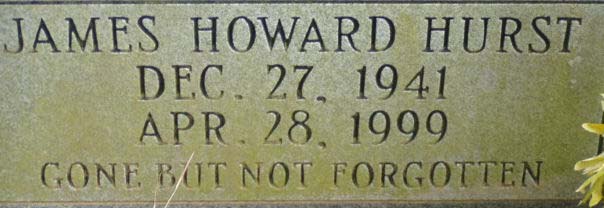 JAMES HOWARD HURST
DEC. 27, 1941
APR. 28, 1999
GONE BUT NOT FORGOTTEN